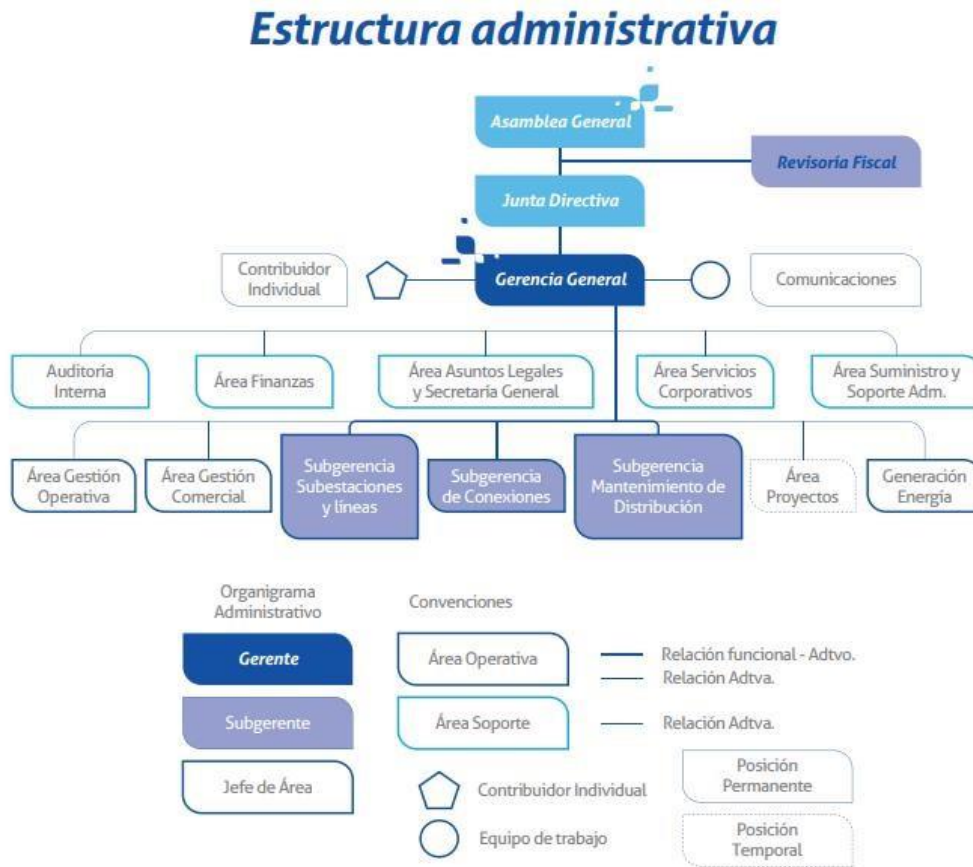 Estructura administrativa
Asamblea General
Revisoría Fiscal
Junta Directiva
Contribuidor
Individual
Gerencia General
Comunicaciones
Auditoría
Interna
Área Finanzas
Área Asuntos Legales
y Secretaría General
Área Servicios
Corporativos
Área Suministro y
Soporte Adm.
Área Gestión
Operativa
Área Gestión
Comercial
Subgerencia
Subestaciones
y líneas
Subgerencia
de Conexiones
Subgerencia
Mantenimiento de
Distribución
Área
Proyectos
Generación
Energía
Organigrama
Administrativo
Convenciones
Gerente
Área Operativa
Relación funcional - Adtvo.
Relación Adtva.
Subgerente
Área Soporte
Relación Adtva.
Jefe de Área
Contribuidor Individual
Posición
Permanente
Equipo de trabajo
Posición
Temporal